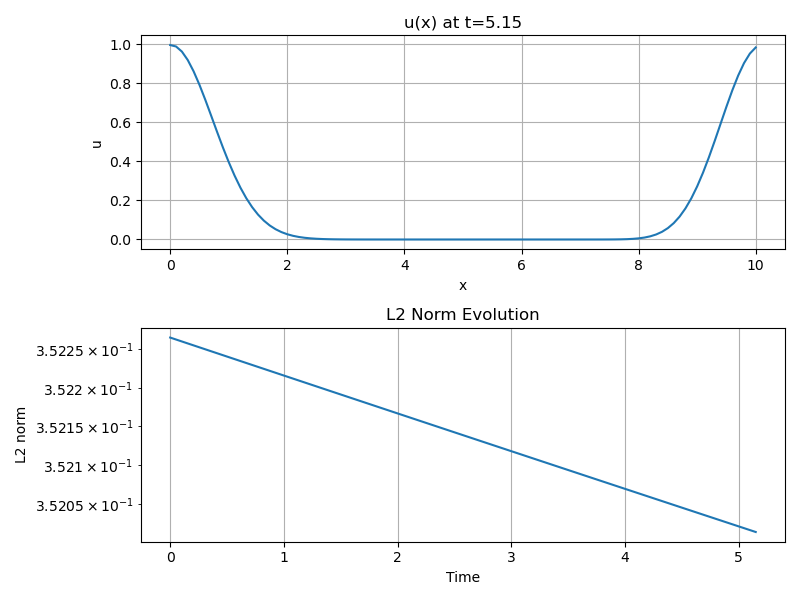 u(x) at t=5.15
1.0
0.8
0.6
0.4
0.2
0.0
u
0 2 4 6 8 10
x
L2 Norm Evolution
3.5225 × 10⁻¹
3.522 × 10⁻¹
3.5215 × 10⁻¹
3.521 × 10⁻¹
3.5205 × 10⁻¹
L2 norm
0 1 2 3 4 5
Time